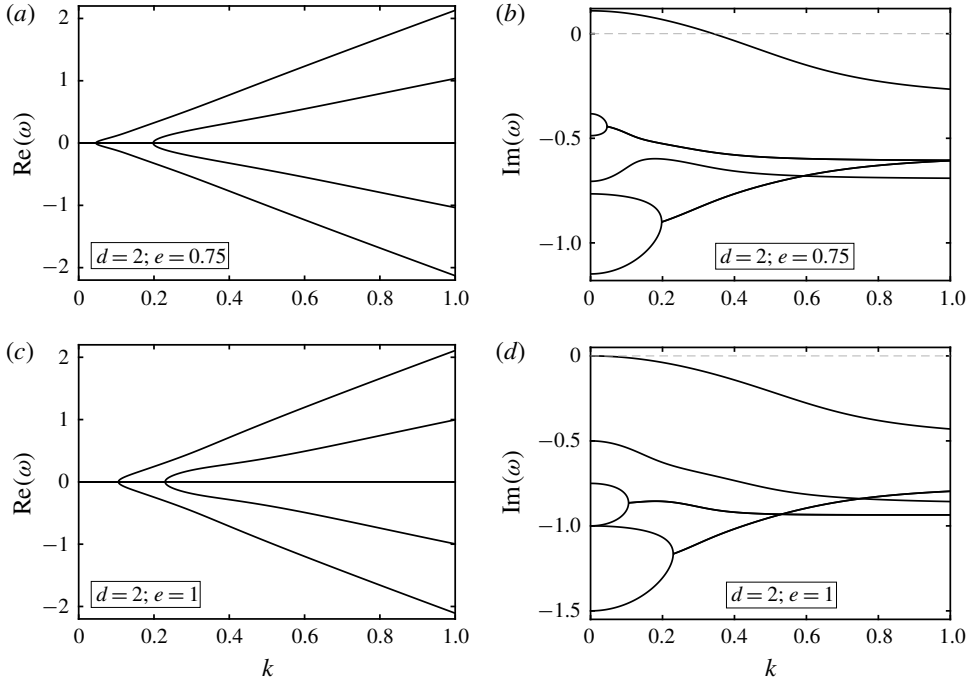 (a)
(b)
2
1
0
−1
−2
Re(ω)
d = 2; e = 0.75
0 0.2 0.4 0.6 0.8 1.0
0
−0.5
−1.0
Im(ω)
d = 2; e = 0.75
0 0.2 0.4 0.6 0.8 1.0
(c)
(d)
2
1
0
−1
−2
Re(ω)
d = 2; e = 1
0 0.2 0.4 0.6 0.8 1.0
k
0
−0.5
−1.0
−1.5
Im(ω)
d = 2; e = 1
0 0.2 0.4 0.6 0.8 1.0
k